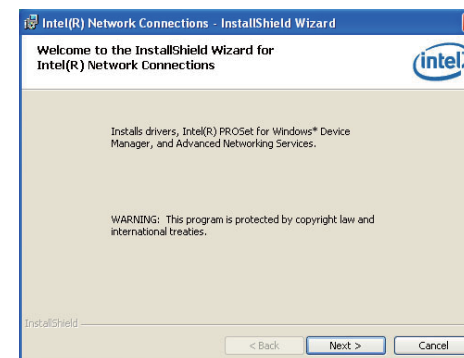 Intel(R) Network Connections - InstallShield Wizard
Welcome to the InstallShield Wizard for
Intel(R) Network Connections
intel
Installs drivers, Intel(R) PROSet for Windows* Device
Manager, and Advanced Networking Services.
WARNING: This program is protected by copyright law and
international treaties.
InstallShield
< Back Next > Cancel